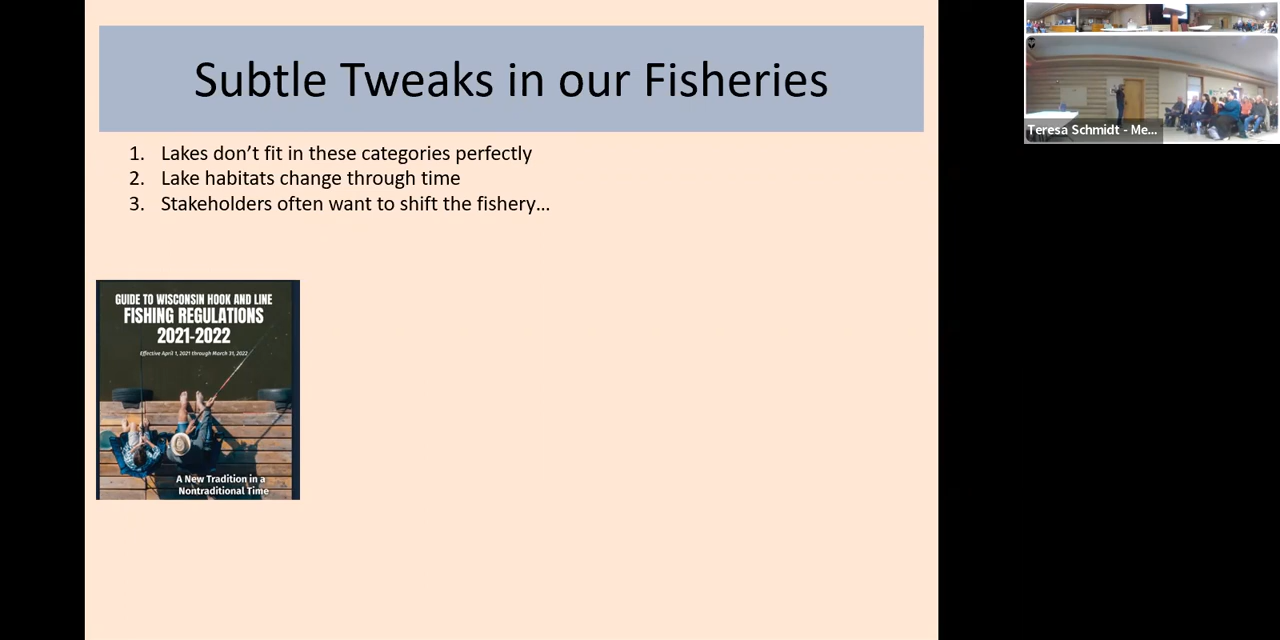 Subtle Tweaks in our Fisheries
1. Lakes don’t fit in these categories perfectly
2. Lake habitats change through time
3. Stakeholders often want to shift the fishery…
GUIDE TO WISCONSIN HOOK AND LINE
FISHING REGULATIONS
2021-2022
Effective April 1, 2021 through March 31, 2022
A New Tradition in a
Nontraditional Time
Teresa Schmidt - Me...